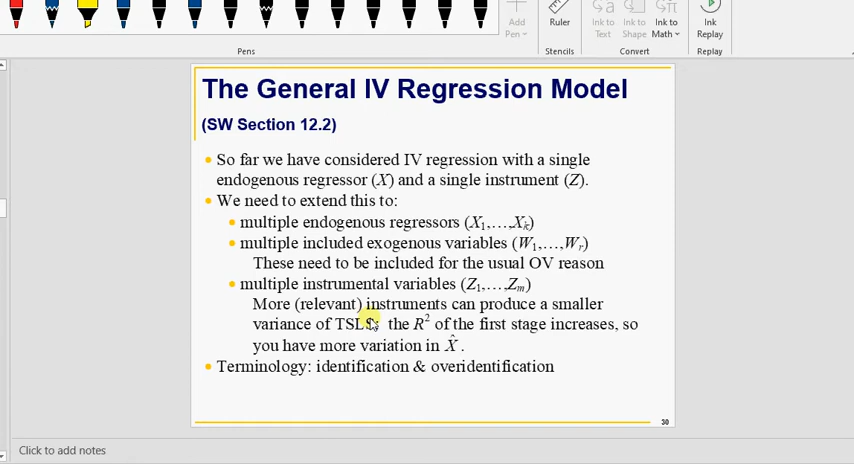 Add
Pen
Ruler
Ink to
Text
Ink to
Shape
Ink to
Math
Ink
Replay
Pens
Stencils
Convert
Replay
The General IV Regression Model
(SW Section 12.2)
• So far we have considered IV regression with a single
endogenous regressor (X) and a single instrument (Z).
• We need to extend this to:
• multiple endogenous regressors (X₁,…,Xₖ)
• multiple included exogenous variables (W₁,…,Wᵣ)
These need to be included for the usual OV reason
• multiple instrumental variables (Z₁,…,Zₘ)
More (relevant) instruments can produce a smaller
variance of TSLS: the R² of the first stage increases, so
you have more variation in X̂.
• Terminology: identification & overidentification
30
Click to add notes